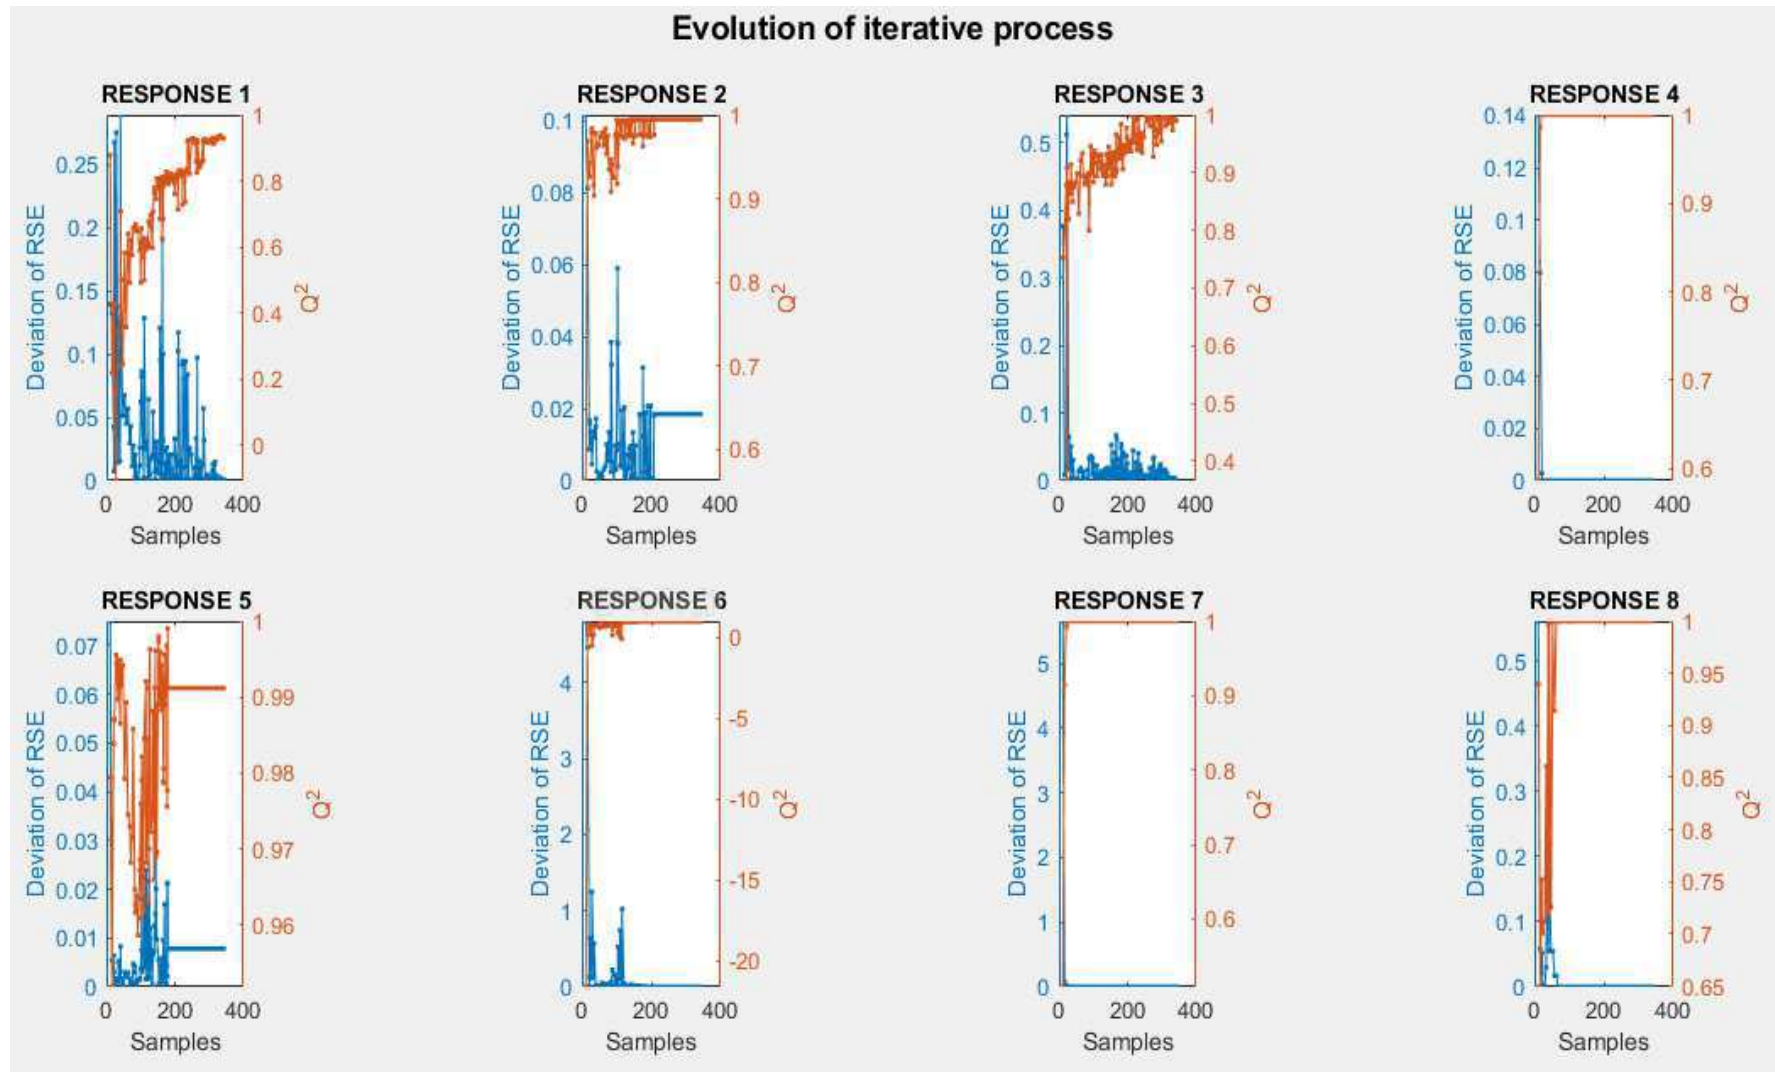 Evolution of iterative process
RESPONSE 1
Deviation of RSE
0.25
0.2
0.15
0.1
0.05
0
1
0.8
0.6
0.4
0.2
0
Q²
0 200 400
Samples
RESPONSE 2
Deviation of RSE
0.1
0.08
0.06
0.04
0.02
0
1
0.9
0.8
0.7
0.6
Q²
0 200 400
Samples
RESPONSE 3
Deviation of RSE
0.5
0.4
0.3
0.2
0.1
0
1
0.9
0.8
0.7
0.6
0.5
0.4
Q²
0 200 400
Samples
RESPONSE 4
Deviation of RSE
0.14
0.12
0.1
0.08
0.06
0.04
0.02
0
1
0.9
0.8
0.7
0.6
Q²
0 200 400
Samples
RESPONSE 5
Deviation of RSE
0.07
0.06
0.05
0.04
0.03
0.02
0.01
0
1
0.99
0.98
0.97
0.96
Q²
0 200 400
Samples
RESPONSE 6
Deviation of RSE
4
3
2
1
0
0
-5
-10
-15
-20
Q²
0 200 400
Samples
RESPONSE 7
Deviation of RSE
5
4
3
2
1
0
1
0.9
0.8
0.7
0.6
Q²
0 200 400
Samples
RESPONSE 8
Deviation of RSE
0.5
0.4
0.3
0.2
0.1
0
1
0.95
0.9
0.85
0.8
0.75
0.7
0.65
Q²
0 200 400
Samples